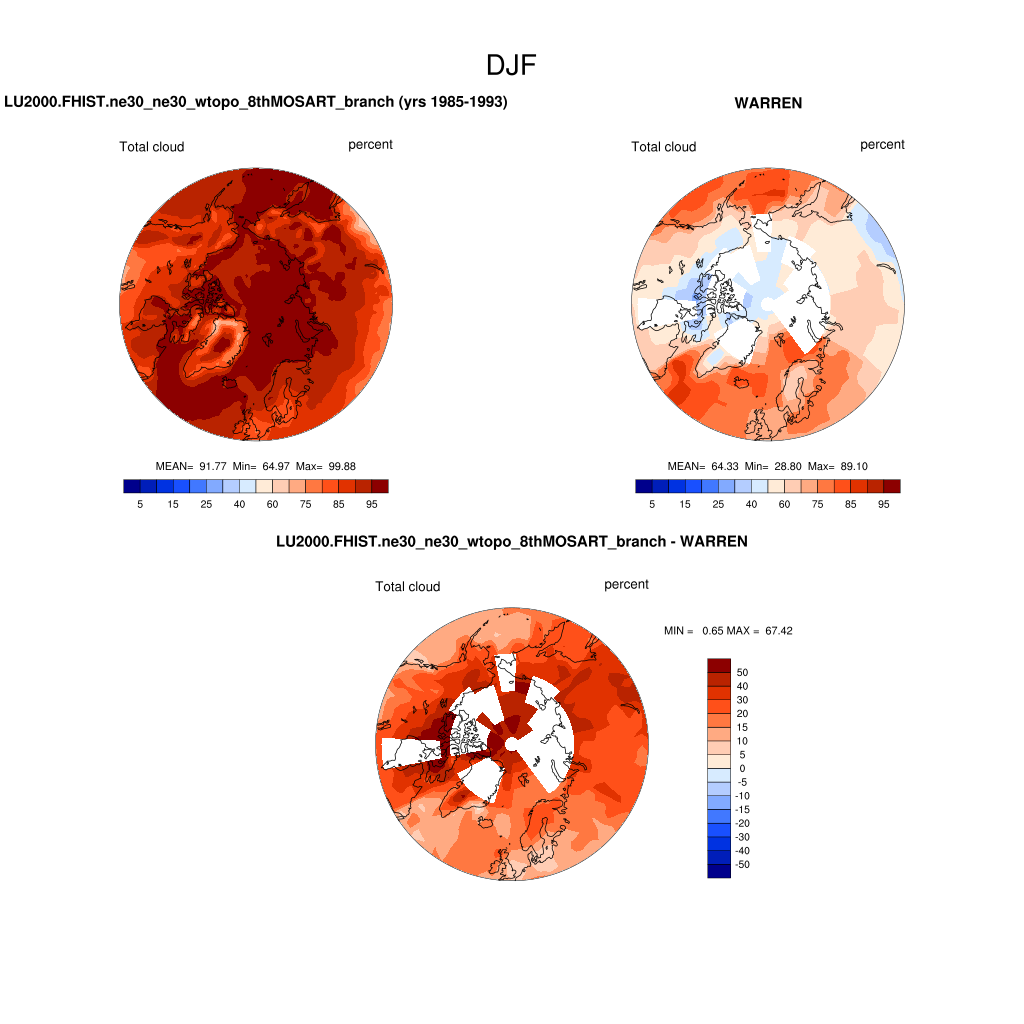 DJF
LU2000.FHIST.ne30_ne30_wtopo_8thMOSART_branch (yrs 1985-1993)
WARREN
Total cloud percent
Total cloud percent
MEAN= 91.77 Min= 64.97 Max= 99.88
MEAN= 64.33 Min= 28.80 Max= 89.10
5 15 25 40 60 75 85 95
5 15 25 40 60 75 85 95
LU2000.FHIST.ne30_ne30_wtopo_8thMOSART_branch - WARREN
Total cloud percent
MIN = 0.65 MAX = 67.42
50
40
30
20
15
10
5
0
-5
-10
-15
-20
-30
-40
-50